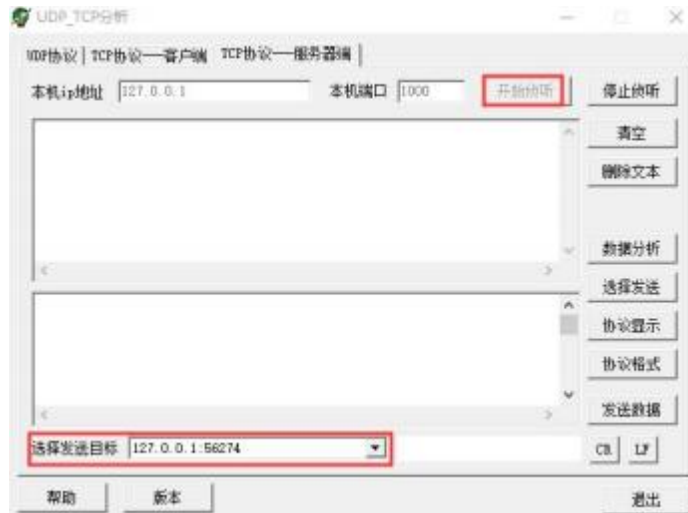 UDP_TCP分析
UDP协议 TCP协议——客户端 TCP协议——服务器端
本机ip地址 127.0.0.1 本机端口 1000 开始侦听 停止侦听
清空
删除文本
数据分析
选择发送
协议显示
协议格式
发送数据
选择发送目标 127.0.0.1:56274 CR LF
帮助 版本 退出